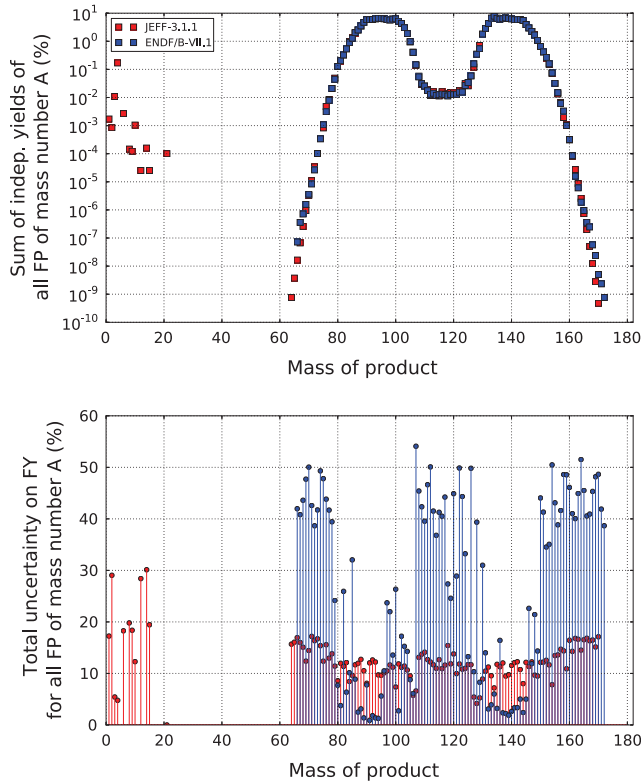 10^1
10^0
10^-1
10^-2
10^-3
10^-4
10^-5
10^-6
10^-7
10^-8
10^-9
10^-10
Sum of indep. yields of
all FP of mass number A (%)
JEFF-3.1.1
ENDF/B-VII.1
0 20 40 60 80 100 120 140 160 180
Mass of product
60
50
40
30
20
10
0
Total uncertainty on FY
for all FP of mass number A (%)
0 20 40 60 80 100 120 140 160 180
Mass of product